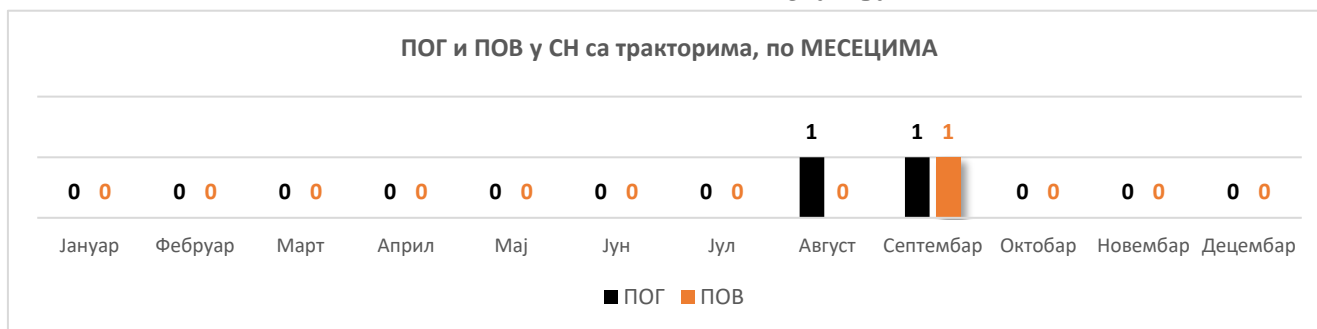 ПОГ и ПОВ у СН са тракторима, по МЕСЕЦИМА
1 1 1
0 0 0 0 0 0 0 0 0 0 0 0 0 0 0 0 0 0 0 0 0
Јануар Фебруар Март Април Мај Јун Јул Август Септембар Октобар Новембар Децембар
ПОГ ПОВ